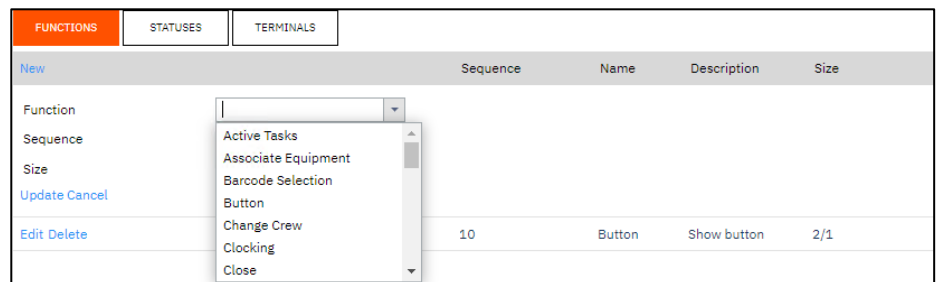 FUNCTIONS STATUSES TERMINALS
New Sequence Name Description Size
Function
Sequence
Size
Update Cancel
Active Tasks
Associate Equipment
Barcode Selection
Button
Change Crew
Clocking
Close
Edit Delete 10 Button Show button 2/1